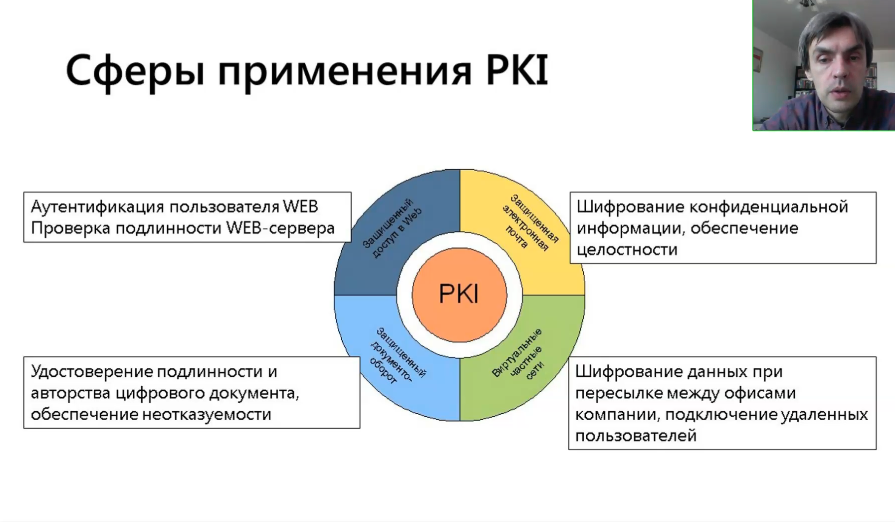 Сферы применения PKI
Аутентификация пользователя WEB
Проверка подлинности WEB-сервера
Защищенный
доступ в Web
Защищенная
электронная
почта
Шифрование конфиденциальной
информации, обеспечение
целостности
PKI
Удостоверение подлинности и
авторства цифрового документа,
обеспечение неотказуемости
Защищенный
документо-
оборот
Виртуальные
частные
сети
Шифрование данных при
пересылке между офисами
компании, подключение удаленных
пользователей